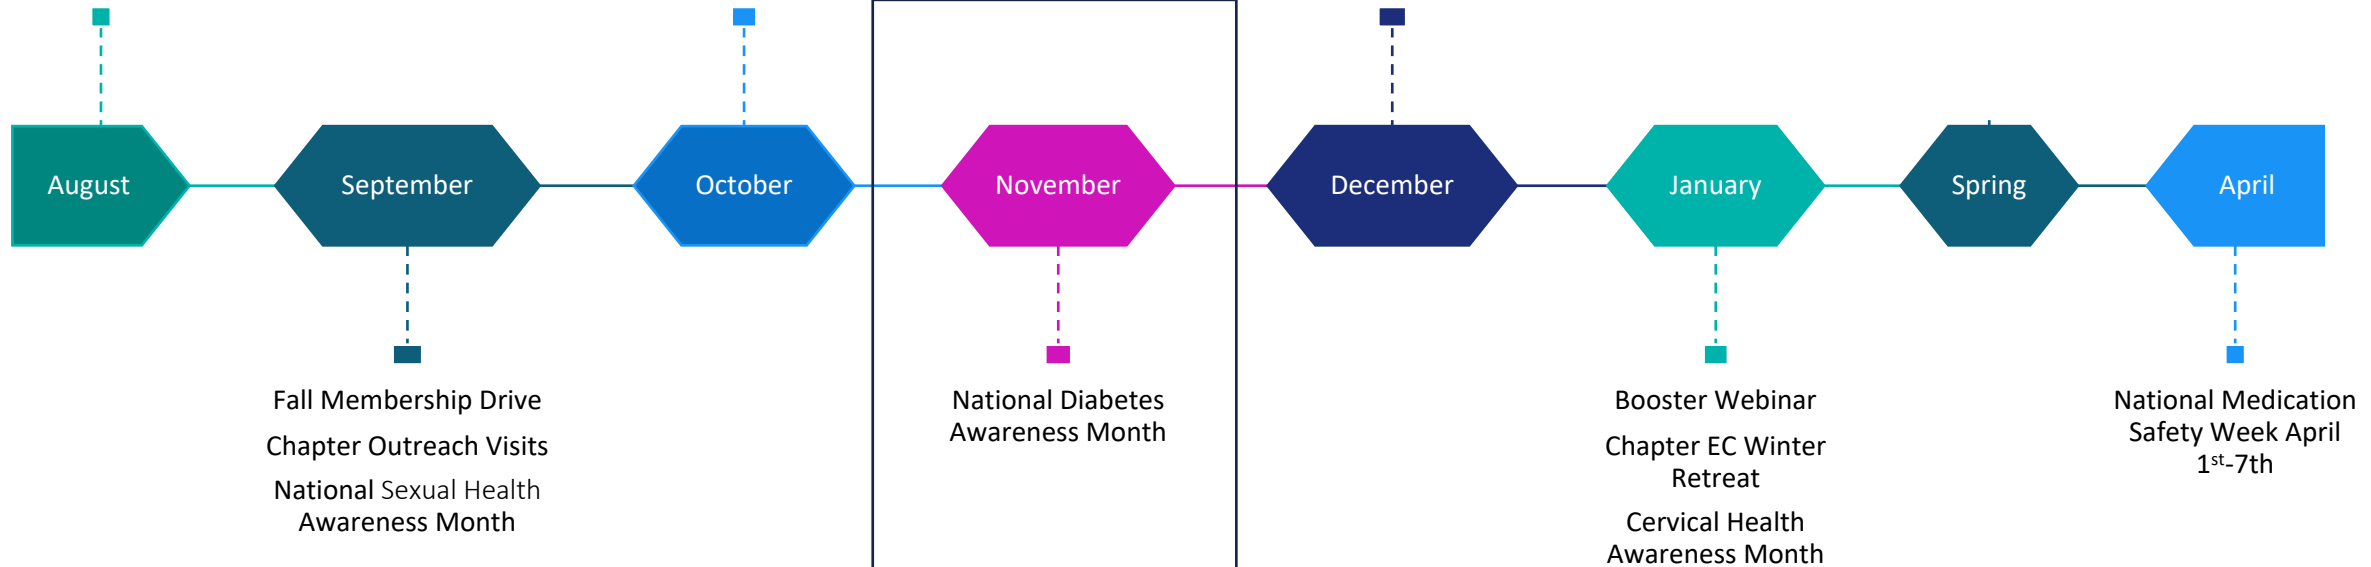 August
September
October
November
December
January
Spring
April
Fall Membership Drive
Chapter Outreach Visits
National Sexual Health
Awareness Month
National Diabetes
Awareness Month
Booster Webinar
Chapter EC Winter
Retreat
Cervical Health
Awareness Month
National Medication
Safety Week April
1st-7th